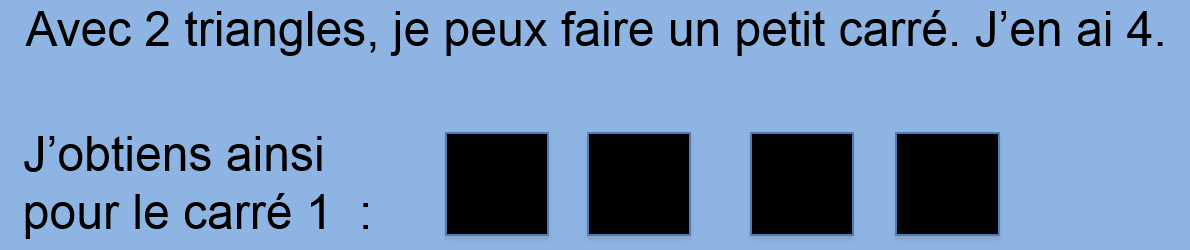 Avec 2 triangles, je peux faire un petit carré. J’en ai 4.
J’obtiens ainsi
pour le carré 1 :